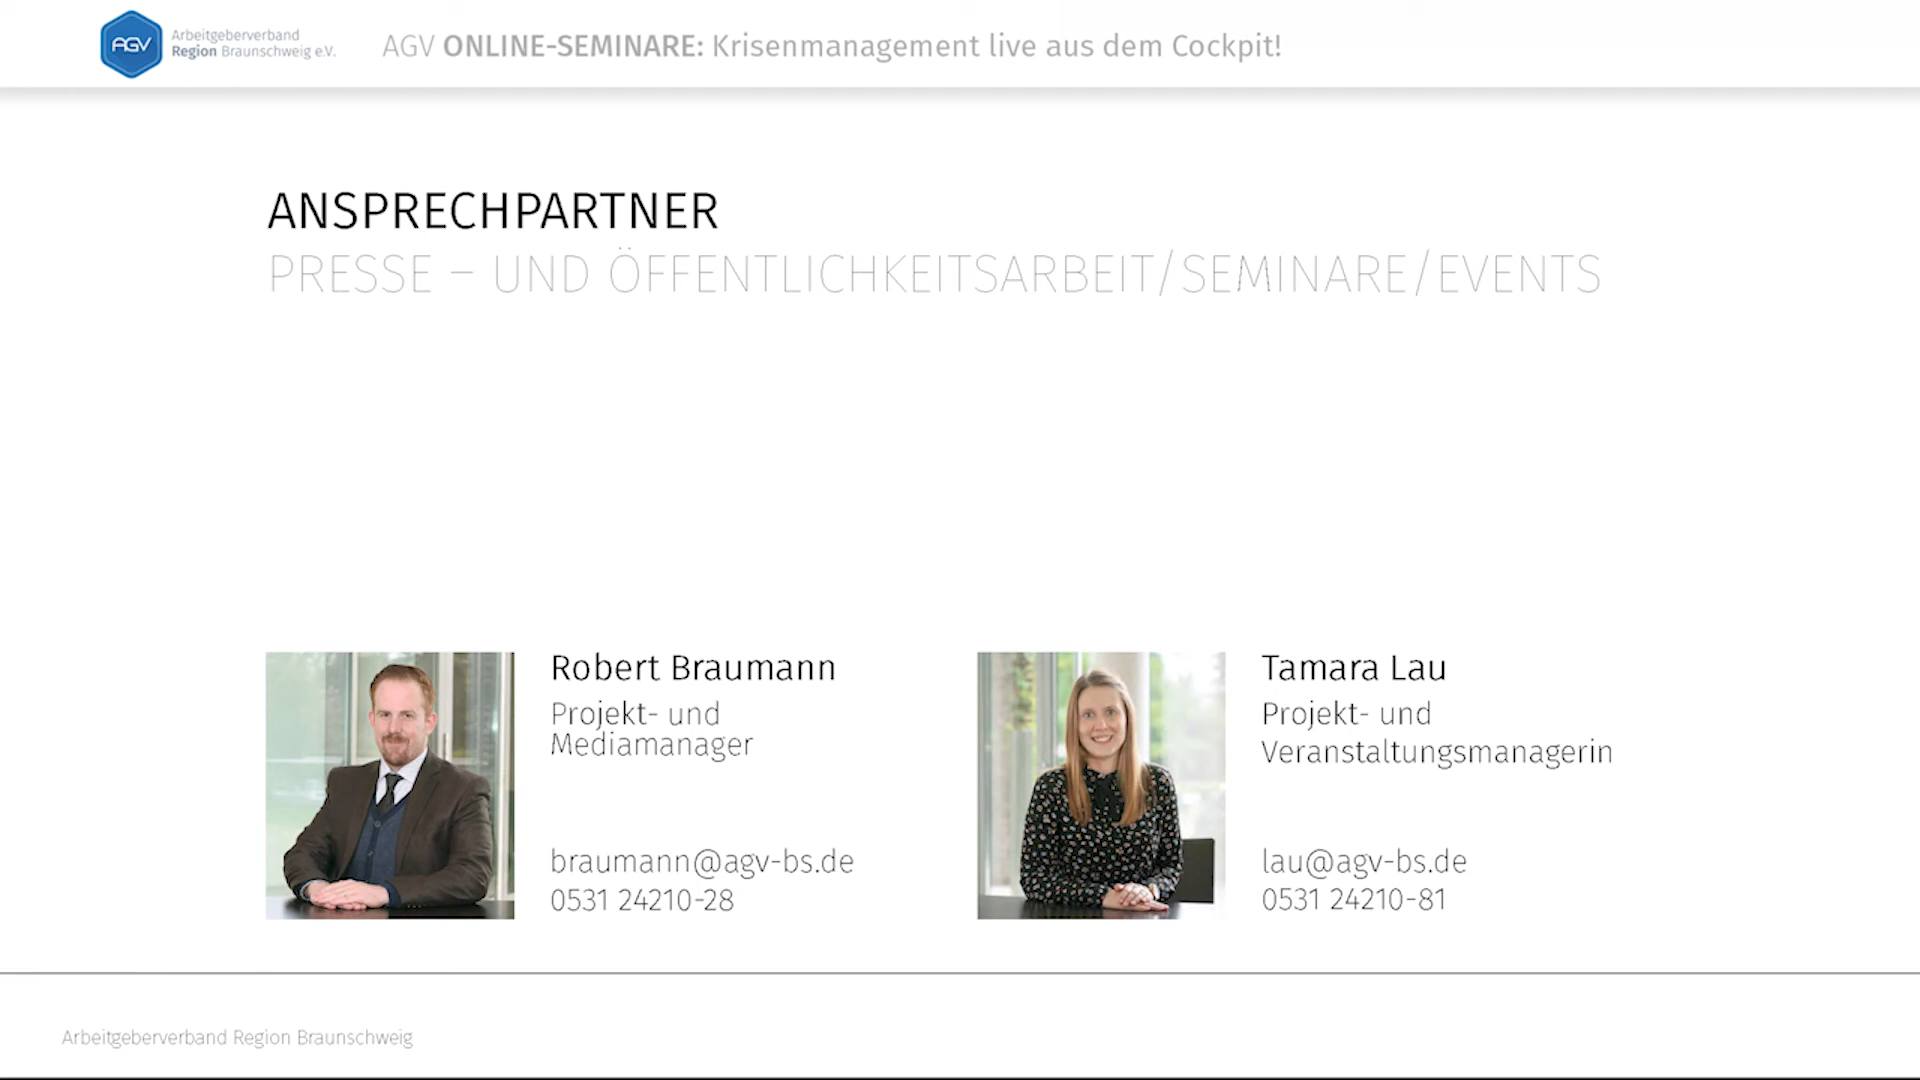 AGV
Arbeitgeberverband
Region Braunschweig e.V.
AGV ONLINE-SEMINARE: Krisenmanagement live aus dem Cockpit!
ANSPRECHPARTNER
PRESSE – UND ÖFFENTLICHKEITSARBEIT/SEMINARE/EVENTS
Robert Braumann
Projekt- und
Mediamanager
braumann@agv-bs.de
0531 24210-28
Tamara Lau
Projekt- und
Veranstaltungsmanagerin
lau@agv-bs.de
0531 24210-81
Arbeitgeberverband Region Braunschweig